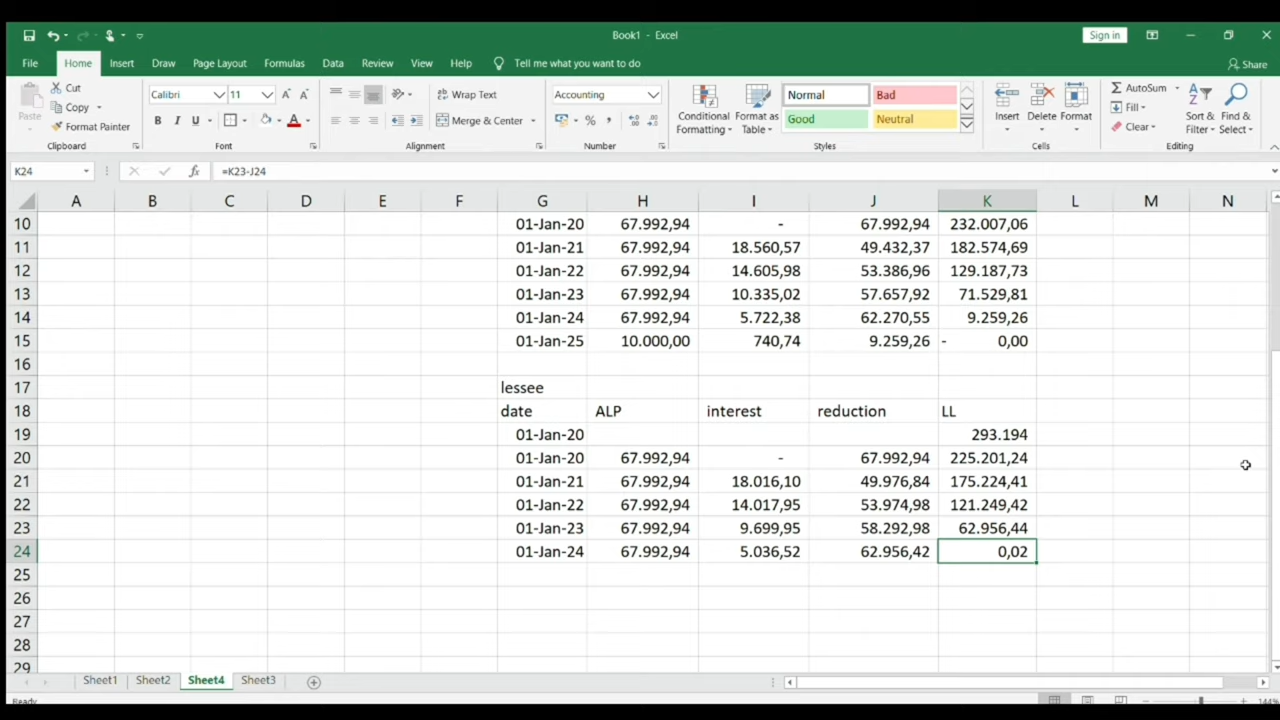 Book1 - Excel
Sign in
File Home Insert Draw Page Layout Formulas Data Review View Help Tell me what you want to do Share
Paste Cut Copy Format Painter Clipboard
Calibri 11 A A B I U A Font
Wrap Text Merge & Center Alignment
Accounting % , Number
Conditional Formatting Format as Table Normal Bad Good Neutral Styles
Insert Delete Format Cells
AutoSum Fill Clear Sort & Filter Find & Select Editing
K24 fx =K23-J24
A B C D E F G H I J K L M N
10 01-Jan-20 67.992,94 - 67.992,94 232.007,06
11 01-Jan-21 67.992,94 18.560,57 49.432,37 182.574,69
12 01-Jan-22 67.992,94 14.605,98 53.386,96 129.187,73
13 01-Jan-23 67.992,94 10.335,02 57.657,92 71.529,81
14 01-Jan-24 67.992,94 5.722,38 62.270,55 9.259,26
15 01-Jan-25 10.000,00 740,74 9.259,26 - 0,00
16
17 lessee
18 date ALP interest reduction LL
19 01-Jan-20 293.194
20 01-Jan-20 67.992,94 - 67.992,94 225.201,24
21 01-Jan-21 67.992,94 18.016,10 49.976,84 175.224,41
22 01-Jan-22 67.992,94 14.017,95 53.974,98 121.249,42
23 01-Jan-23 67.992,94 9.699,95 58.292,98 62.956,44
24 01-Jan-24 67.992,94 5.036,52 62.956,42 0,02
25
26
27
28
29
Sheet1 Sheet2 Sheet4 Sheet3
Ready 144%